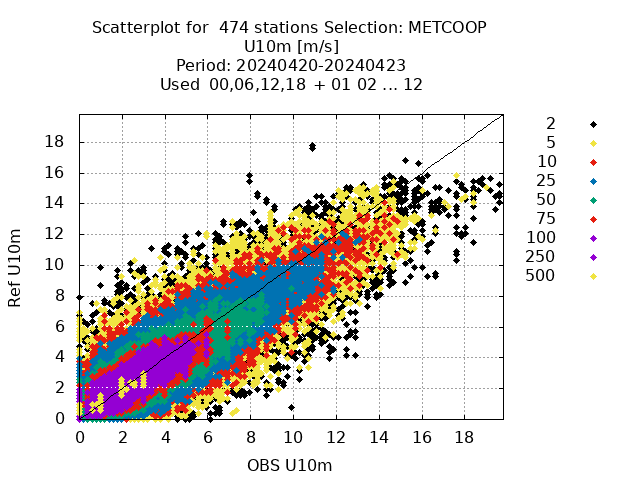 Scatterplot for  474 stations Selection: METCOOP
U10m [m/s]
Period: 20240420-20240423
Used  00,06,12,18 + 01 02 ... 12
Ref U10m
18
16
14
12
10
8
6
4
2
0
0 2 4 6 8 10 12 14 16 18
OBS U10m
2
5
10
25
50
75
100
250
500